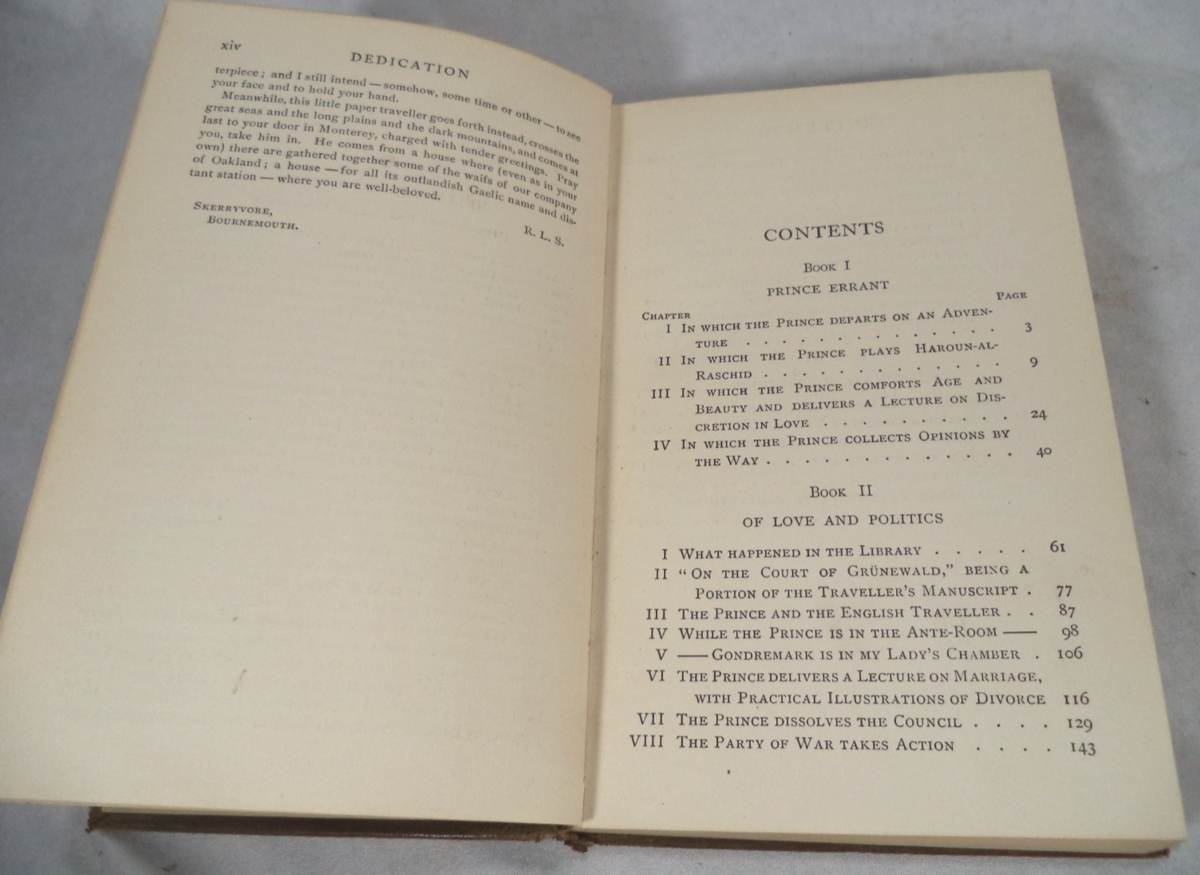 xiv
DEDICATION
terpiece; and I still intend — somehow, some time or other — to see
your face and to hold your hand.
Meanwhile, this little paper traveller goes forth instead, crosses the
great seas and the long plains and the dark mountains, and comes at
last to your door in Monterey, charged with tender greetings. Pray
you, take him in. He comes from a house where (even as in your
own) there are gathered together some of the waifs of our company
of Oakland; a house — for all its outlandish Gaelic name and dis-
tant station — where you are well-beloved.
R. L. S.
SKERRYVORE,
BOURNEMOUTH.
CONTENTS
BOOK I
PRINCE ERRANT
CHAPTER PAGE
I IN WHICH THE PRINCE DEPARTS ON AN ADVEN-
TURE . . . . . . . . . . . . . 3
II IN WHICH THE PRINCE PLAYS HAROUN-AL-
RASCHID . . . . . . . . . . . . 9
III IN WHICH THE PRINCE COMFORTS AGE AND
BEAUTY AND DELIVERS A LECTURE ON DIS-
CRETION IN LOVE . . . . . . . . . . 24
IV IN WHICH THE PRINCE COLLECTS OPINIONS BY
THE WAY . . . . . . . . . . . . . 40
BOOK II
OF LOVE AND POLITICS
I WHAT HAPPENED IN THE LIBRARY . . . . . 61
II "ON THE COURT OF GRÜNEWALD," BEING A
PORTION OF THE TRAVELLER'S MANUSCRIPT . 77
III THE PRINCE AND THE ENGLISH TRAVELLER . . 87
IV WHILE THE PRINCE IS IN THE ANTE-ROOM —— 98
V ——GONDREMARK IS IN MY LADY'S CHAMBER . 106
VI THE PRINCE DELIVERS A LECTURE ON MARRIAGE,
WITH PRACTICAL ILLUSTRATIONS OF DIVORCE 116
VII THE PRINCE DISSOLVES THE COUNCIL . . . . 129
VIII THE PARTY OF WAR TAKES ACTION . . . . 143